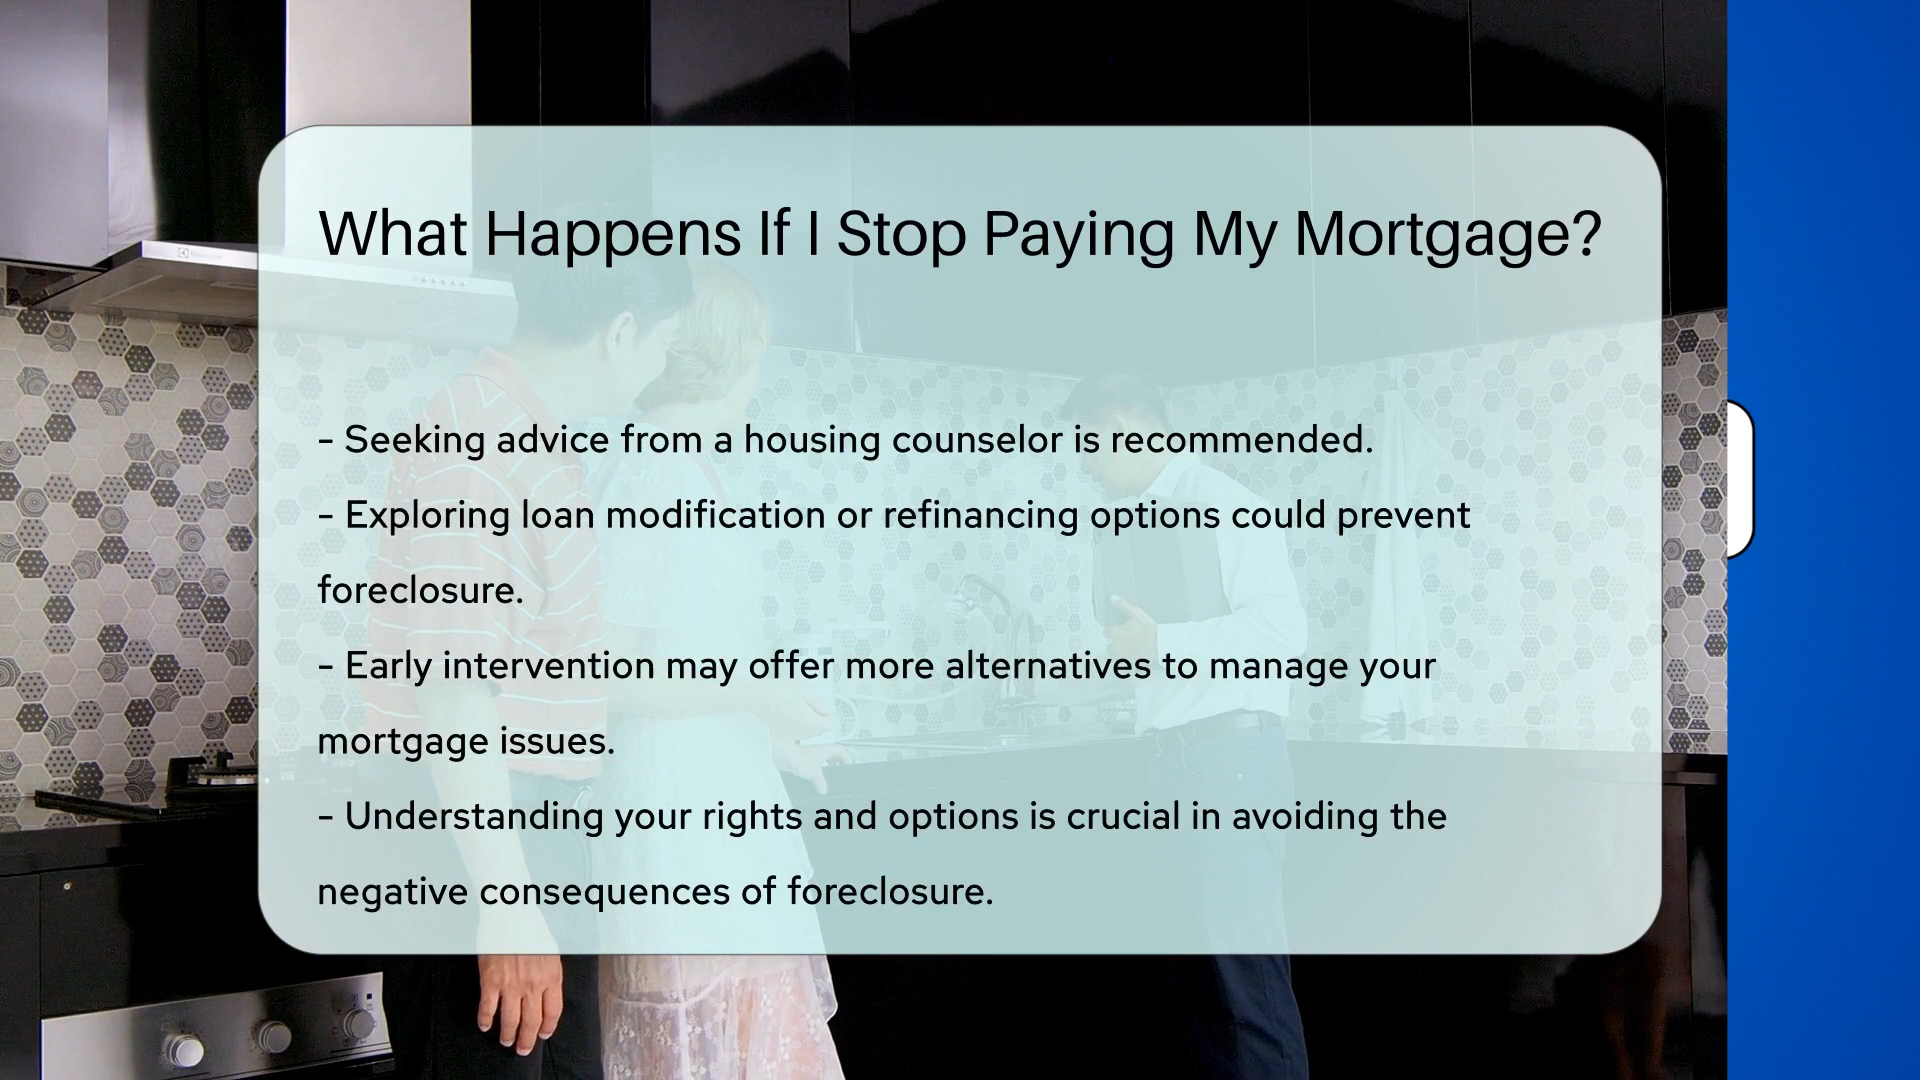 What Happens If I Stop Paying My Mortgage?
- Seeking advice from a housing counselor is recommended.
- Exploring loan modification or refinancing options could prevent
foreclosure.
- Early intervention may offer more alternatives to manage your
mortgage issues.
- Understanding your rights and options is crucial in avoiding the
negative consequences of foreclosure.